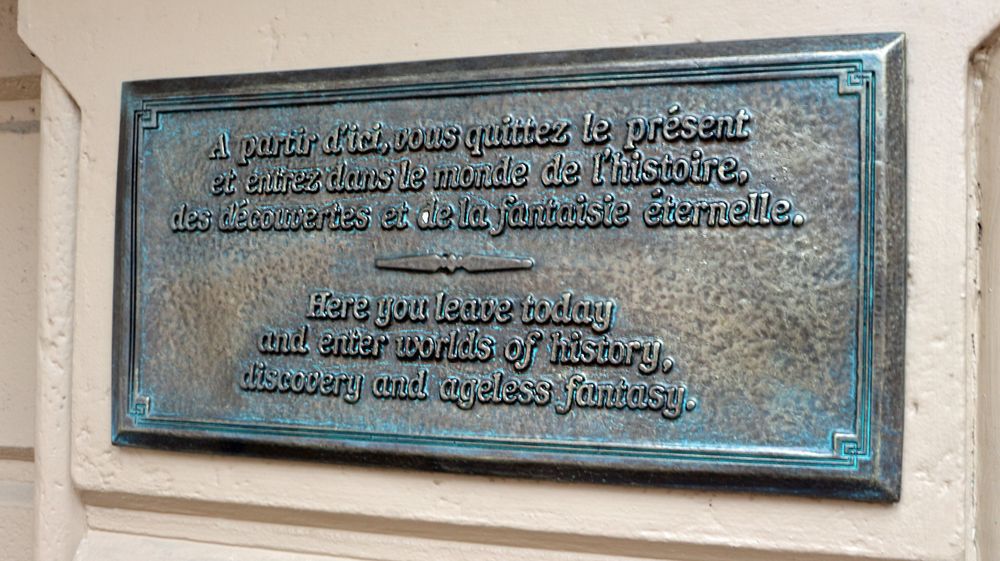 A partir d'ici, vous quittez le présent
et entrez dans le monde de l'histoire,
des découvertes et de la fantaisie éternelle.
Here you leave today
and enter worlds of history,
discovery and ageless fantasy.